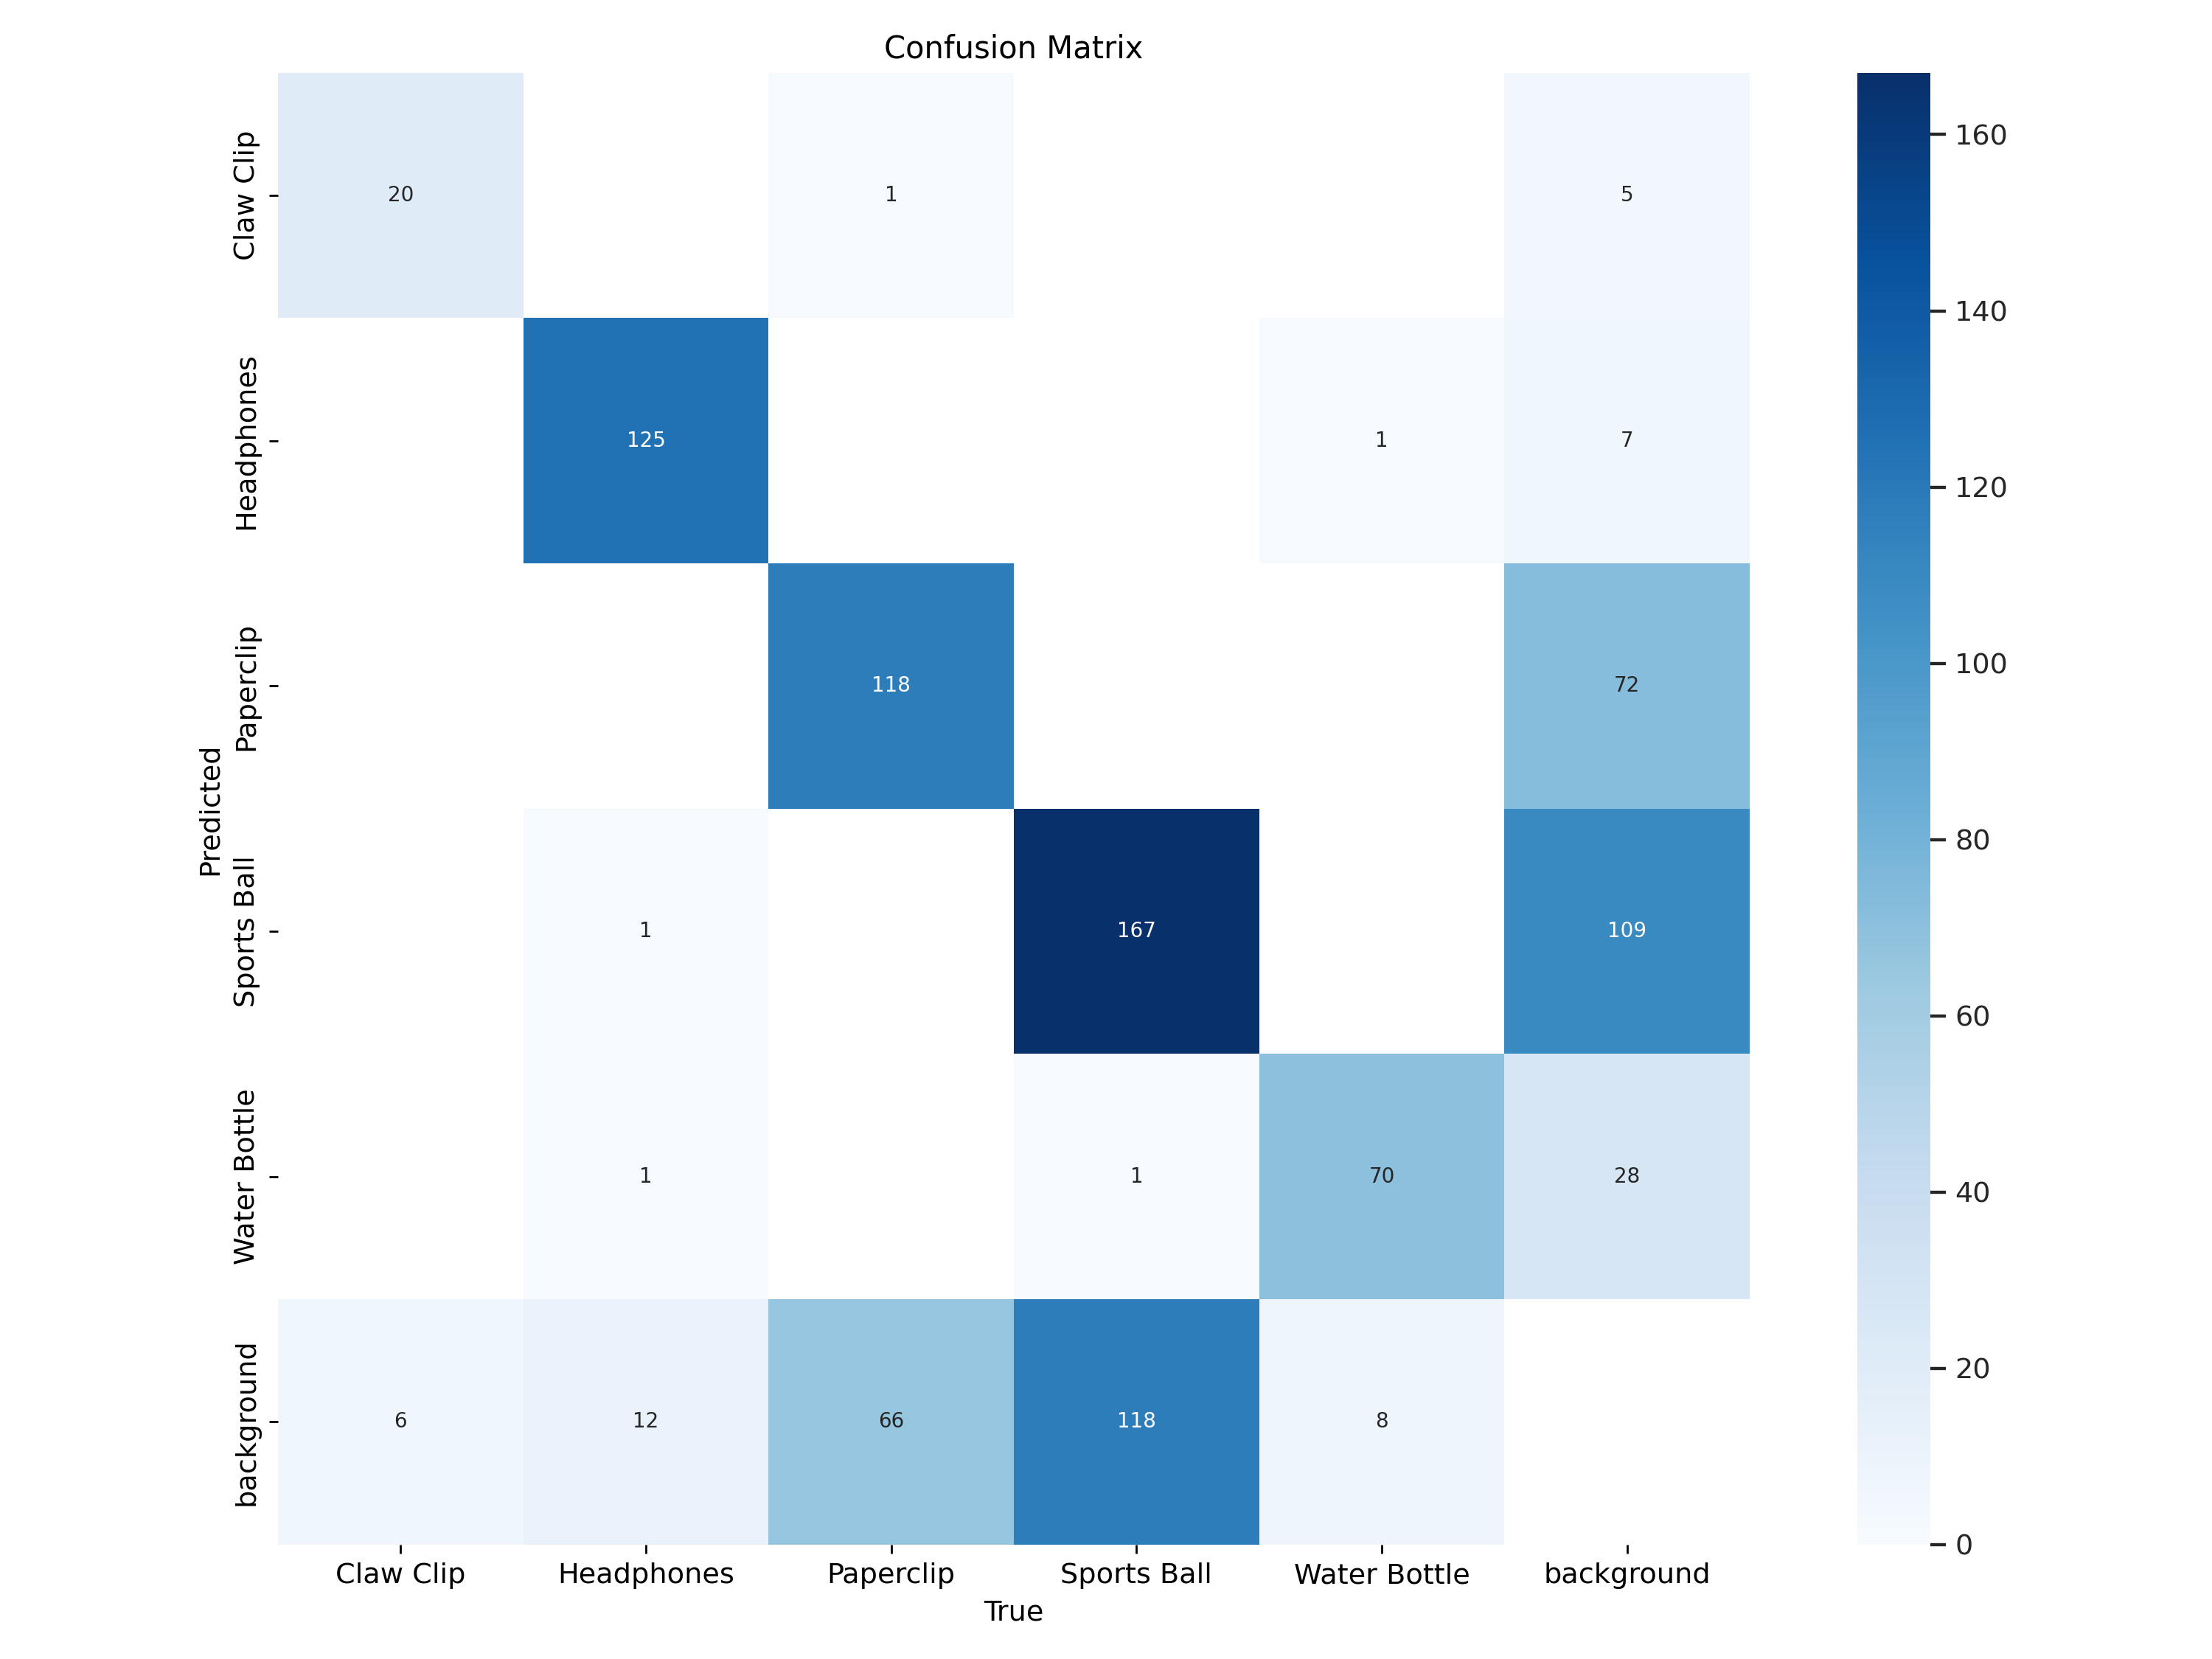 Confusion Matrix
Claw Clip
20 1 5
160
140
Headphones
125 1 7
120
Paperclip
118 72
100
Predicted
80
Sports Ball
1 167 109
60
Water Bottle
1 1 70 28
40
20
background
6 12 66 118 8
0
Claw Clip Headphones Paperclip Sports Ball Water Bottle background
True